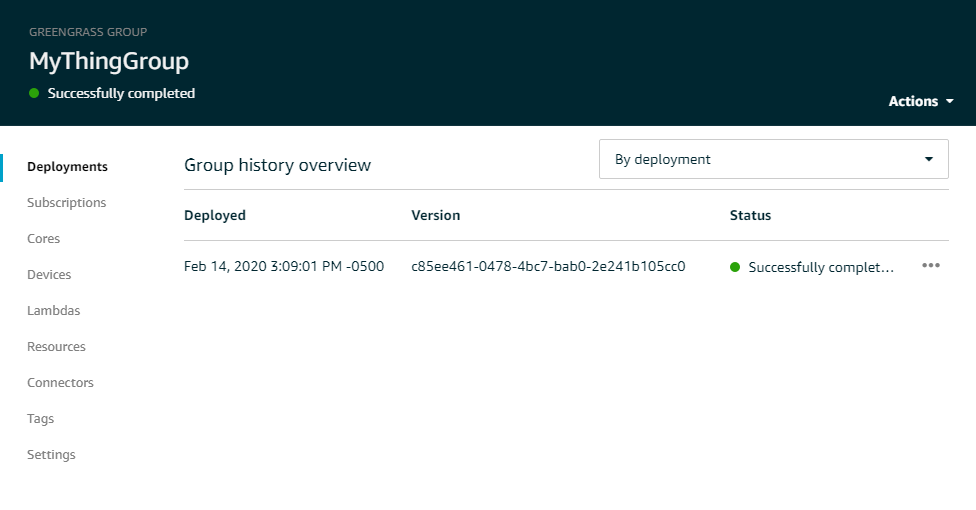 GREENGRASS GROUP
MyThingGroup
Successfully completed
Actions
Deployments
Subscriptions
Cores
Devices
Lambdas
Resources
Connectors
Tags
Settings
Group history overview
By deployment
Deployed Version Status
Feb 14, 2020 3:09:01 PM -0500 c85ee461-0478-4bc7-bab0-2e241b105cc0 Successfully complet...